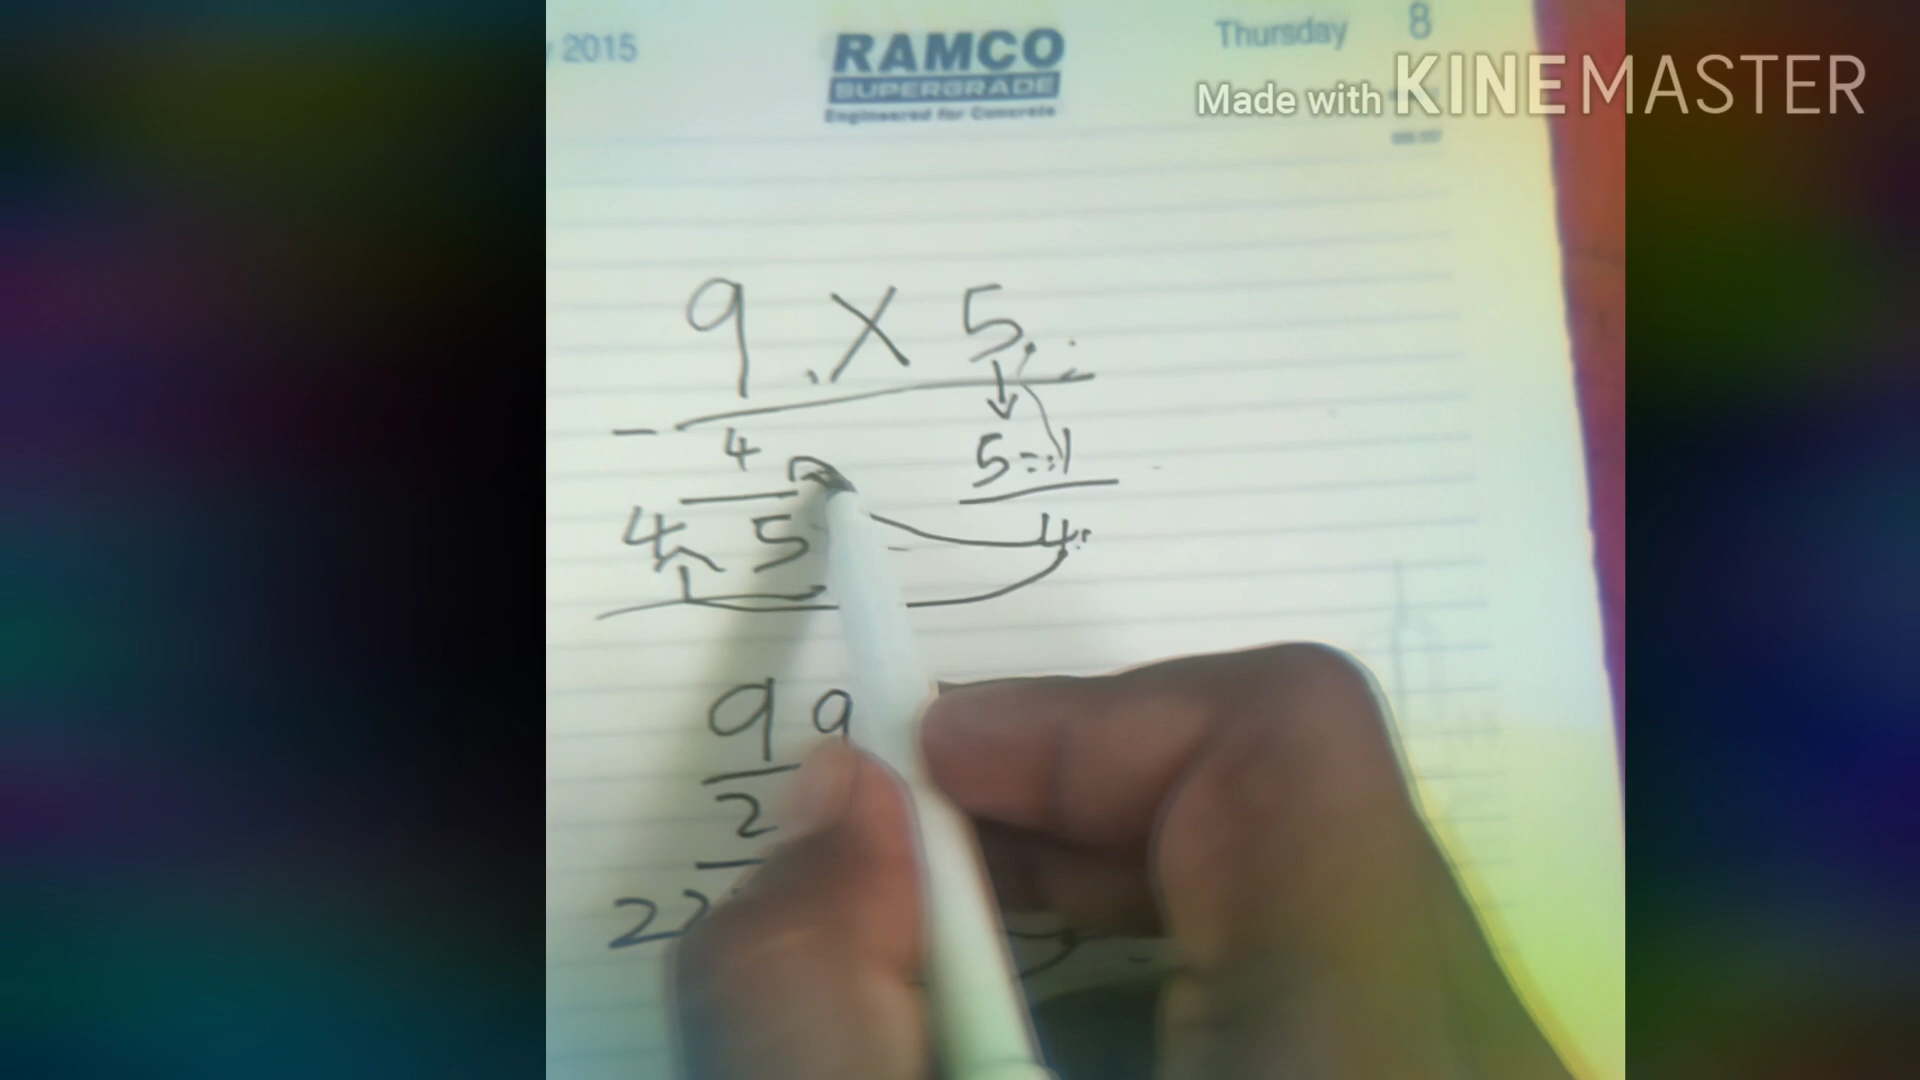 2015
RAMCO
SUPERGRADE
Engineered for Concrete
Thursday 8
Made with KINEMASTER
9 X 5
4
5 - 1
4 5
4
9 9
2